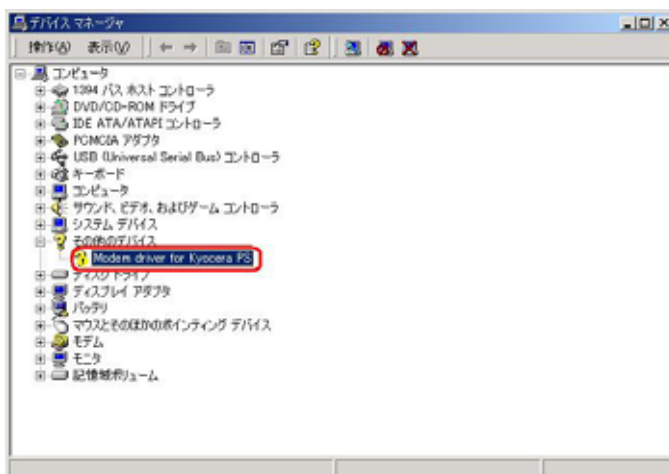 デバイス マネージャ
操作(A) 表示(V)
コンピュータ
1394 バス ホスト コントローラ
DVD/CD-ROM ドライブ
IDE ATA/ATAPI コントローラ
PCMCIA アダプタ
USB (Universal Serial Bus) コントローラ
キーボード
コンピュータ
サウンド、ビデオ、およびゲーム コントローラ
システム デバイス
その他のデバイス
Modem driver for Kyocera PS
ディスク ドライブ
ディスプレイ アダプタ
バッテリ
マウスとそのほかのポインティング デバイス
モデム
モニタ
記憶域ボリューム